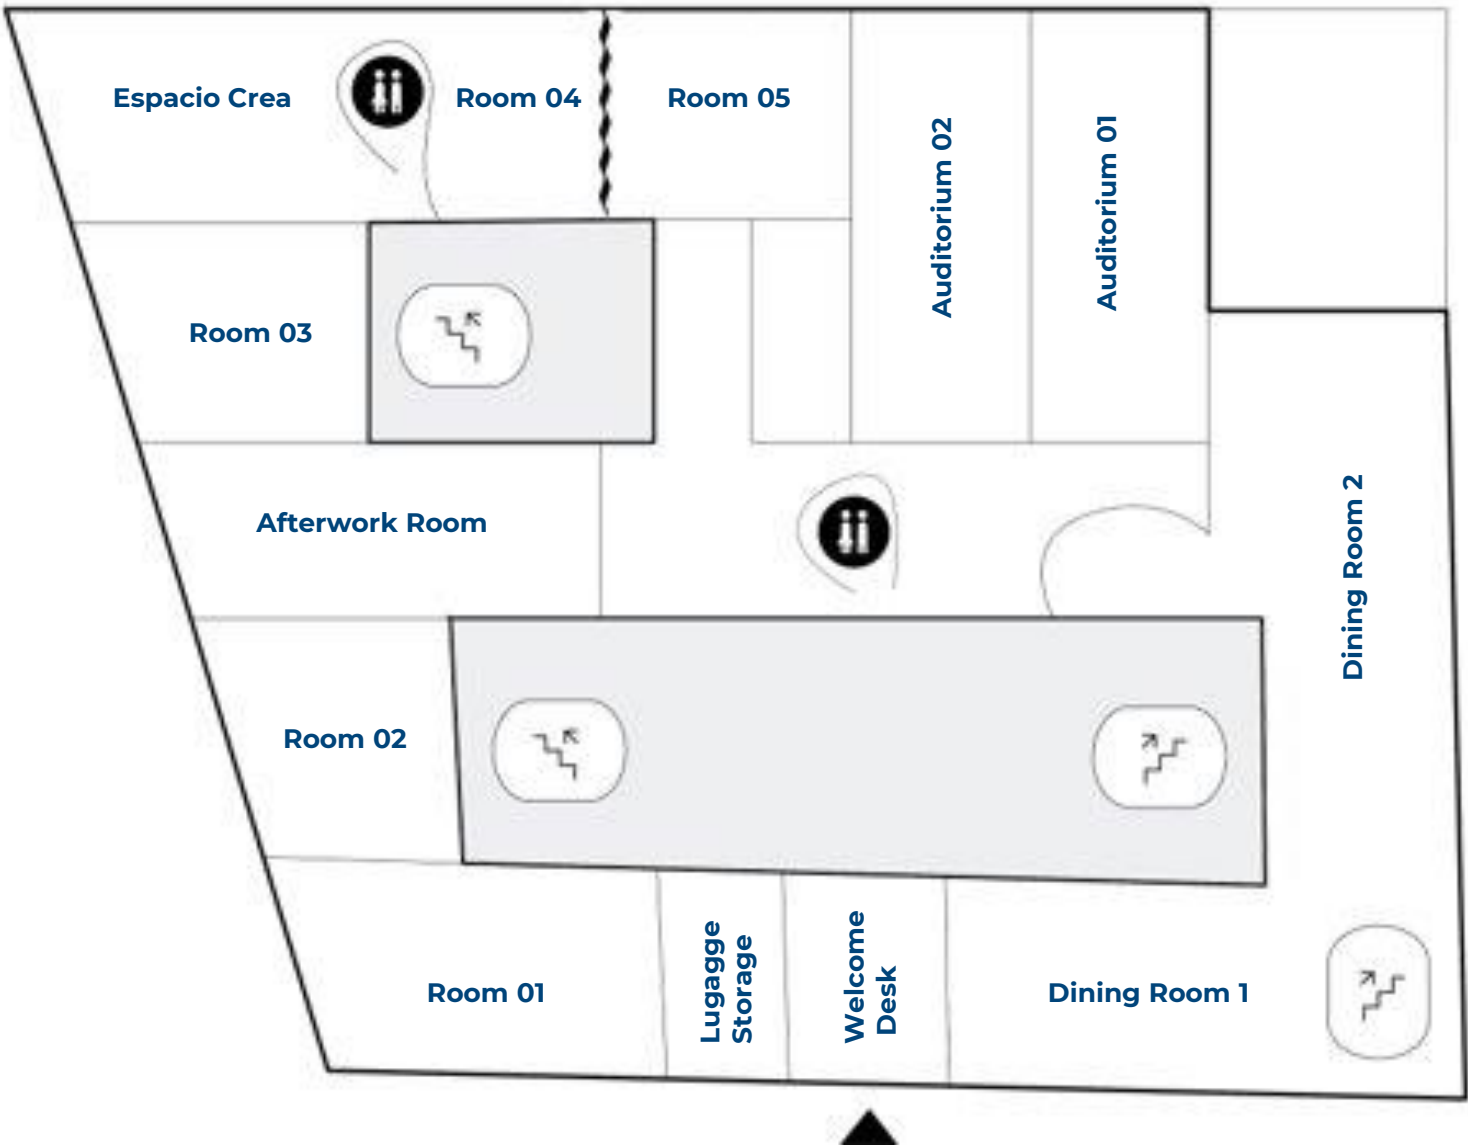 Espacio Crea
Room 04
Room 05
Auditorium 02
Auditorium 01
Room 03
Afterwork Room
Dining Room 2
Room 02
Room 01
Lugagge
Storage
Welcome
Desk
Dining Room 1